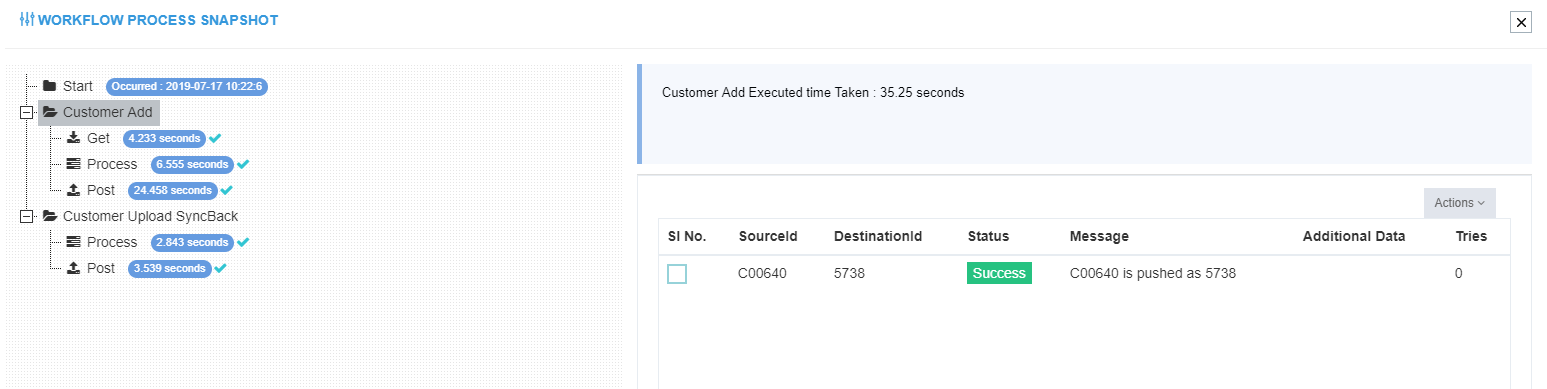 WORKFLOW PROCESS SNAPSHOT
Start Occurred : 2019-07-17 10:22:6
Customer Add
Get 4.233 seconds
Process 6.555 seconds
Post 24.458 seconds
Customer Upload SyncBack
Process 2.843 seconds
Post 3.539 seconds
Customer Add Executed time Taken : 35.25 seconds
Actions
Sl No. SourceId DestinationId Status Message Additional Data Tries
C00640 5738 Success C00640 is pushed as 5738 0